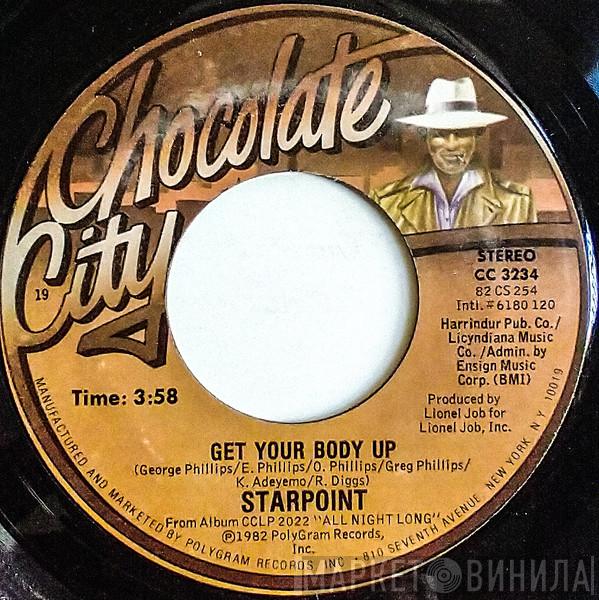 Chocolate
City
19
STEREO
CC 3234
82 CS 254
Intl. #6180 120
Harrindur Pub. Co./
Licyndiana Music
Co. /Admin. by
Ensign Music
Corp. (BMI)
Time: 3:58
Produced by
Lionel Job for
Lionel Job, Inc.
GET YOUR BODY UP
(George Phillips/E. Phillips/O. Phillips/Greg Phillips/
K. Adeyemo/R. Diggs)
STARPOINT
From Album CCLP 2022 "ALL NIGHT LONG"
℗1982 PolyGram Records,
Inc.
MANUFACTURED AND MARKETED BY POLYGRAM RECORDS INC · 810 SEVENTH AVENUE NEW YORK N.Y. 10019
МАРКЕТ ВИНИЛА